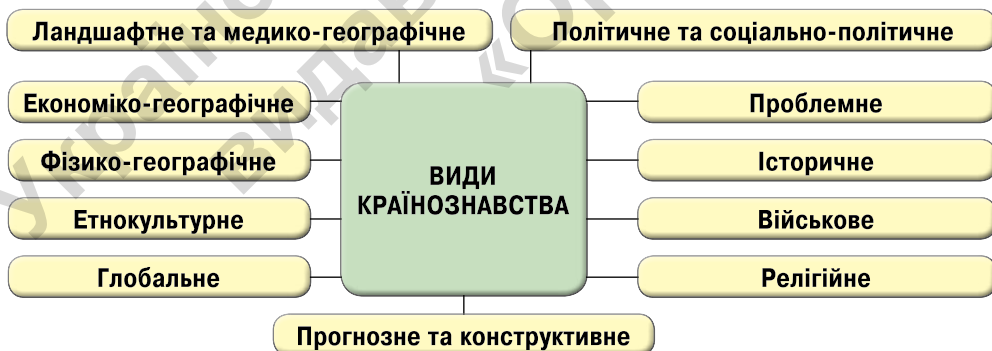 Ландшафтне та медико-географічне
Політичне та соціально-політичне
Економіко-географічне
Проблемне
Фізико-географічне
ВИДИ
КРАЇНОЗНАВСТВА
Історичне
Етнокультурне
Військове
Глобальне
Релігійне
Прогнозне та конструктивне